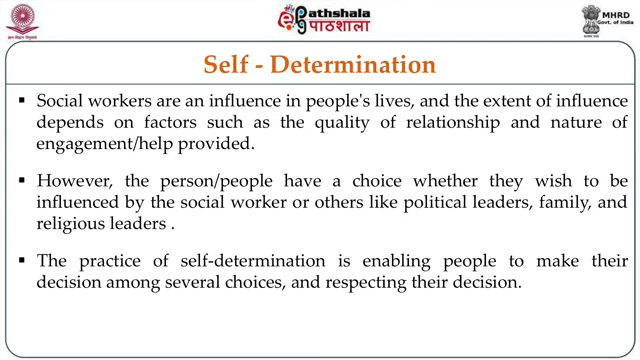 Pathshala
पाठशाला
MHRD
Govt. of India
Self - Determination
▪ Social workers are an influence in people's lives, and the extent of influence
depends on factors such as the quality of relationship and nature of
engagement/help provided.
▪ However, the person/people have a choice whether they wish to be
influenced by the social worker or others like political leaders, family, and
religious leaders .
▪ The practice of self-determination is enabling people to make their
decision among several choices, and respecting their decision.